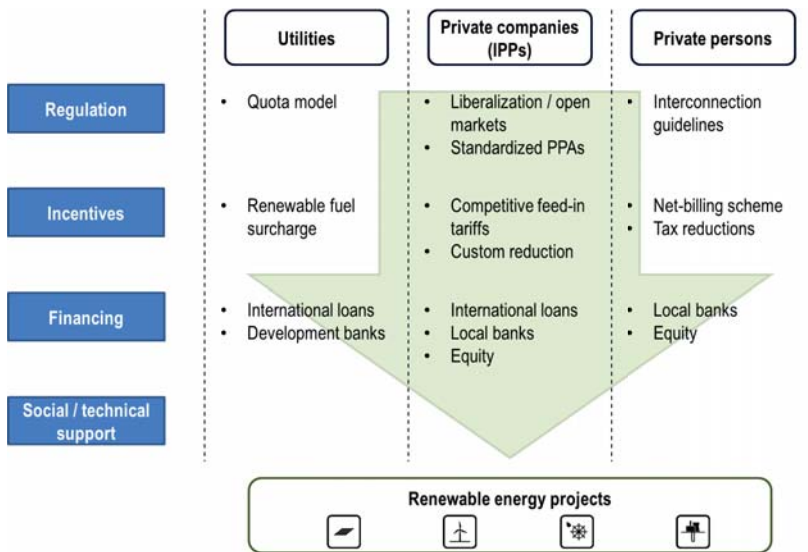 Utilities
Private companies
(IPPs)
Private persons
Regulation
• Quota model
• Liberalization / open
markets
• Standardized PPAs
• Interconnection
guidelines
Incentives
• Renewable fuel
surcharge
• Competitive feed-in
tariffs
• Custom reduction
• Net-billing scheme
• Tax reductions
Financing
• International loans
• Development banks
• International loans
• Local banks
• Equity
• Local banks
• Equity
Social / technical
support
Renewable energy projects